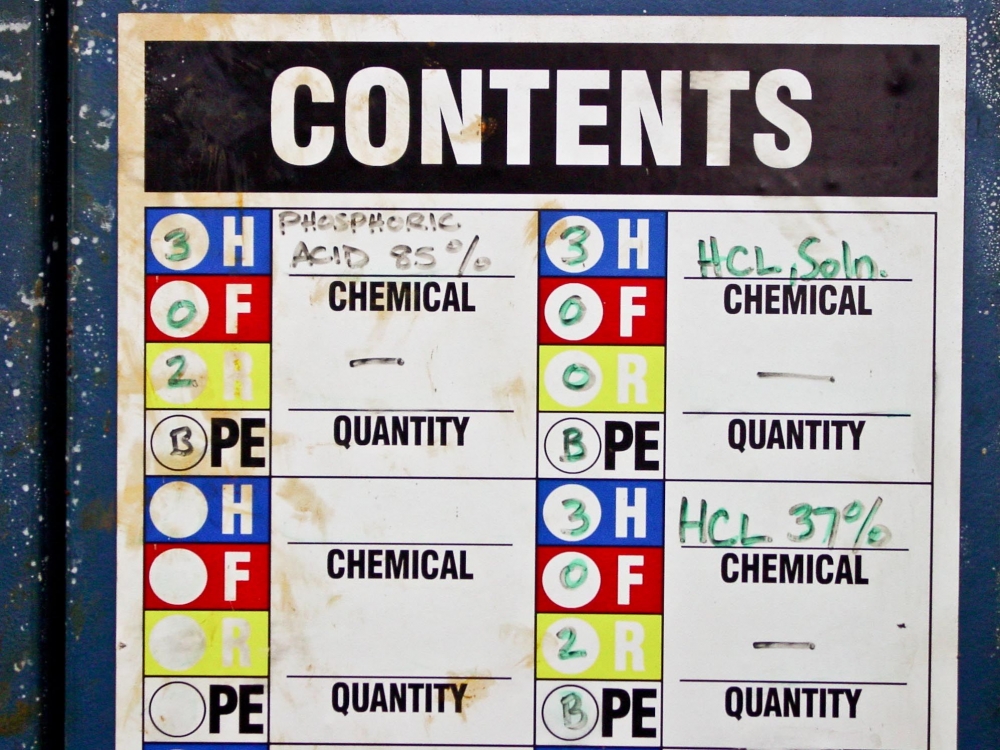 CONTENTS
3 H
PHOSPHORIC
ACID 85%
CHEMICAL
0 F
2 R
—
B PE
QUANTITY
3 H
HCL, Soln.
CHEMICAL
0 F
0 R
—
B PE
QUANTITY
H
CHEMICAL
F
R
PE
QUANTITY
3 H
HCL 37%
CHEMICAL
0 F
2 R
—
B PE
QUANTITY